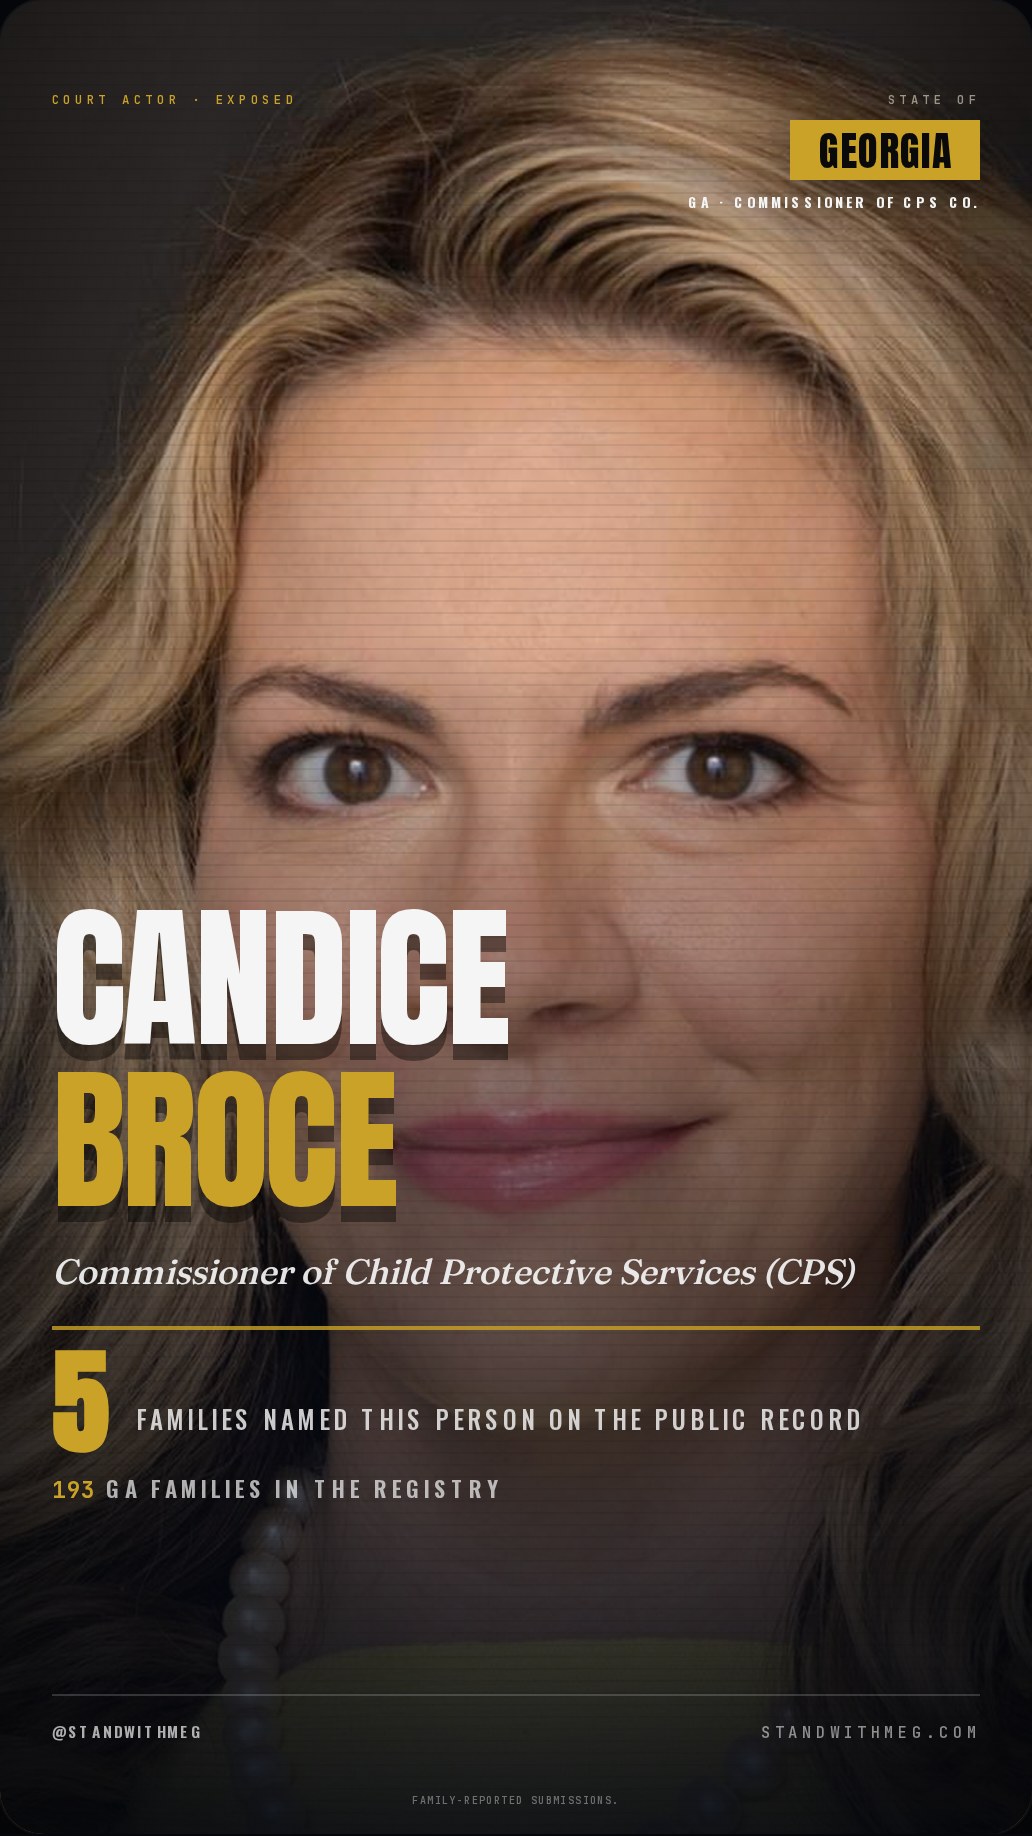 COURT ACTOR · EXPOSED
STATE OF
GEORGIA
GA · COMMISSIONER OF CPS CO.
CANDICE
BROCE
Commissioner of Child Protective Services (CPS)
5 FAMILIES NAMED THIS PERSON ON THE PUBLIC RECORD
193 GA FAMILIES IN THE REGISTRY
@STANDWITHMEG
STANDWITHMEG.COM
FAMILY-REPORTED SUBMISSIONS.